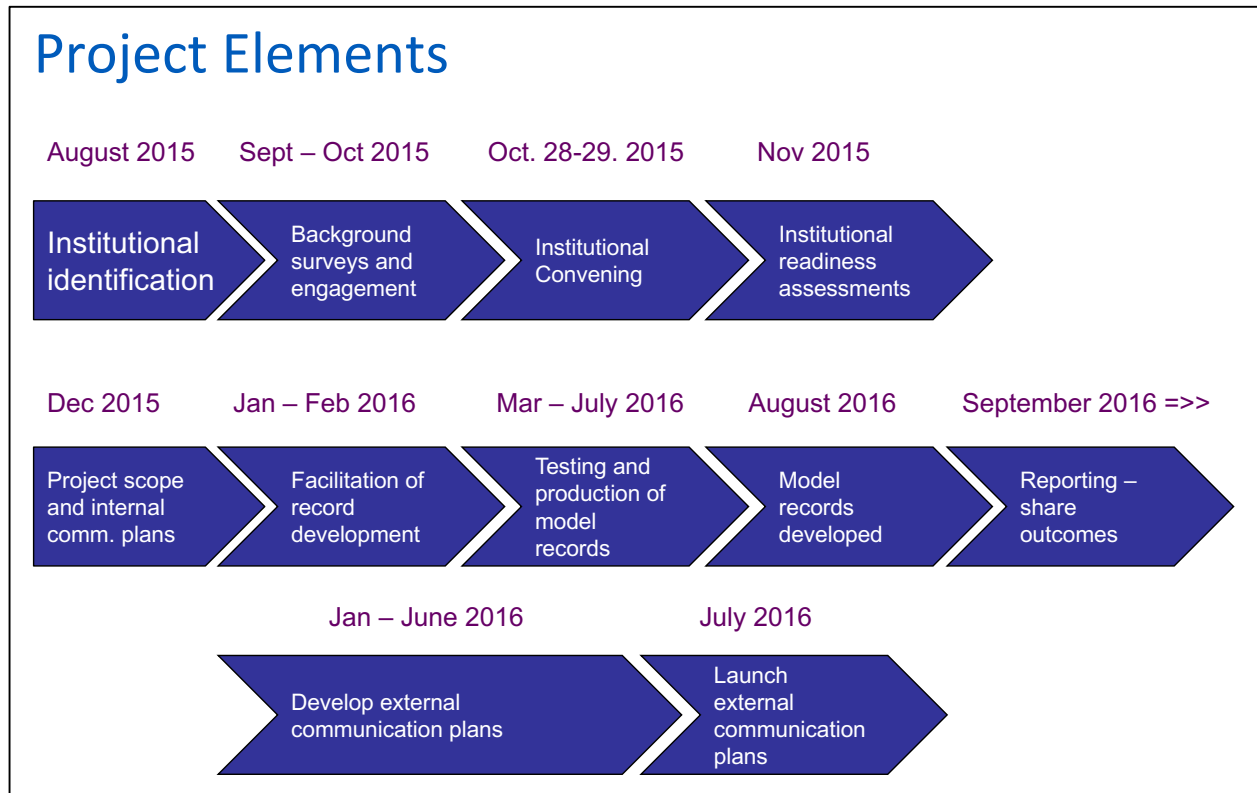 Project Elements
August 2015
Sept – Oct 2015
Oct. 28-29. 2015
Nov 2015
Institutional
identification
Background
surveys and
engagement
Institutional
Convening
Institutional
readiness
assessments
Dec 2015
Jan – Feb 2016
Mar – July 2016
August 2016
September 2016 =>>
Project scope
and internal
comm. plans
Facilitation of
record
development
Testing and
production of
model
records
Model
records
developed
Reporting –
share
outcomes
Jan – June 2016
July 2016
Develop external
communication plans
Launch
external
communication
plans